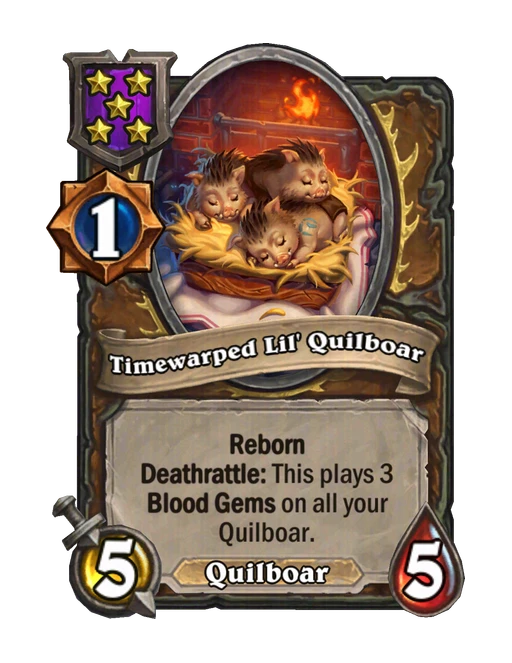 1
Timewarped Lil' Quilboar
Reborn
Deathrattle: This plays 3
Blood Gems on all your
Quilboar.
5
Quilboar
5